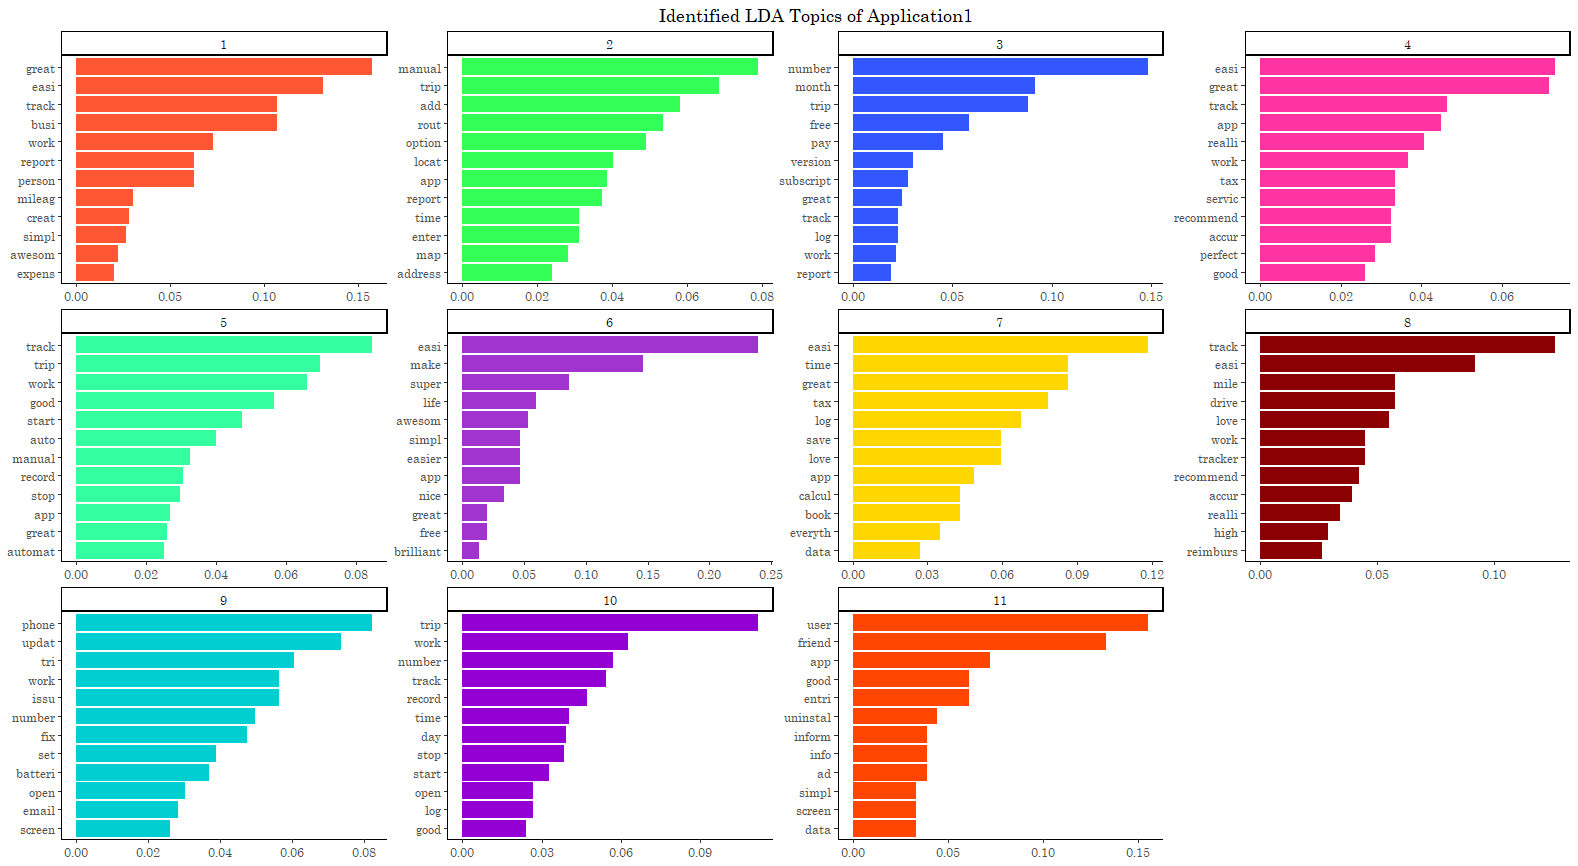 Identified LDA Topics of Application1
1
great
easi
track
busi
work
report
person
mileag
creat
simpl
awesom
expens
0.00 0.05 0.10 0.15
2
manual
trip
add
rout
option
locat
app
report
time
enter
map
address
0.00 0.02 0.04 0.06 0.08
3
number
month
trip
free
pay
version
subscript
great
track
log
work
report
0.00 0.05 0.10 0.15
4
easi
great
track
app
realli
work
tax
servic
recommend
accur
perfect
good
0.00 0.02 0.04 0.06
5
track
trip
work
good
start
auto
manual
record
stop
app
great
automat
0.00 0.02 0.04 0.06 0.08
6
easi
make
super
life
awesom
simpl
easier
app
nice
great
free
brilliant
0.00 0.05 0.10 0.15 0.20 0.25
7
easi
time
great
tax
log
save
love
app
calcul
book
everyth
data
0.00 0.03 0.06 0.09 0.12
8
track
easi
mile
drive
love
work
tracker
recommend
accur
realli
high
reimburs
0.00 0.05 0.10
9
phone
updat
tri
work
issu
number
fix
set
batteri
open
email
screen
0.00 0.02 0.04 0.06 0.08
10
trip
work
number
track
record
time
day
stop
start
open
log
good
0.00 0.03 0.06 0.09
11
user
friend
app
good
entri
uninstal
inform
info
ad
simpl
screen
data
0.00 0.05 0.10 0.15